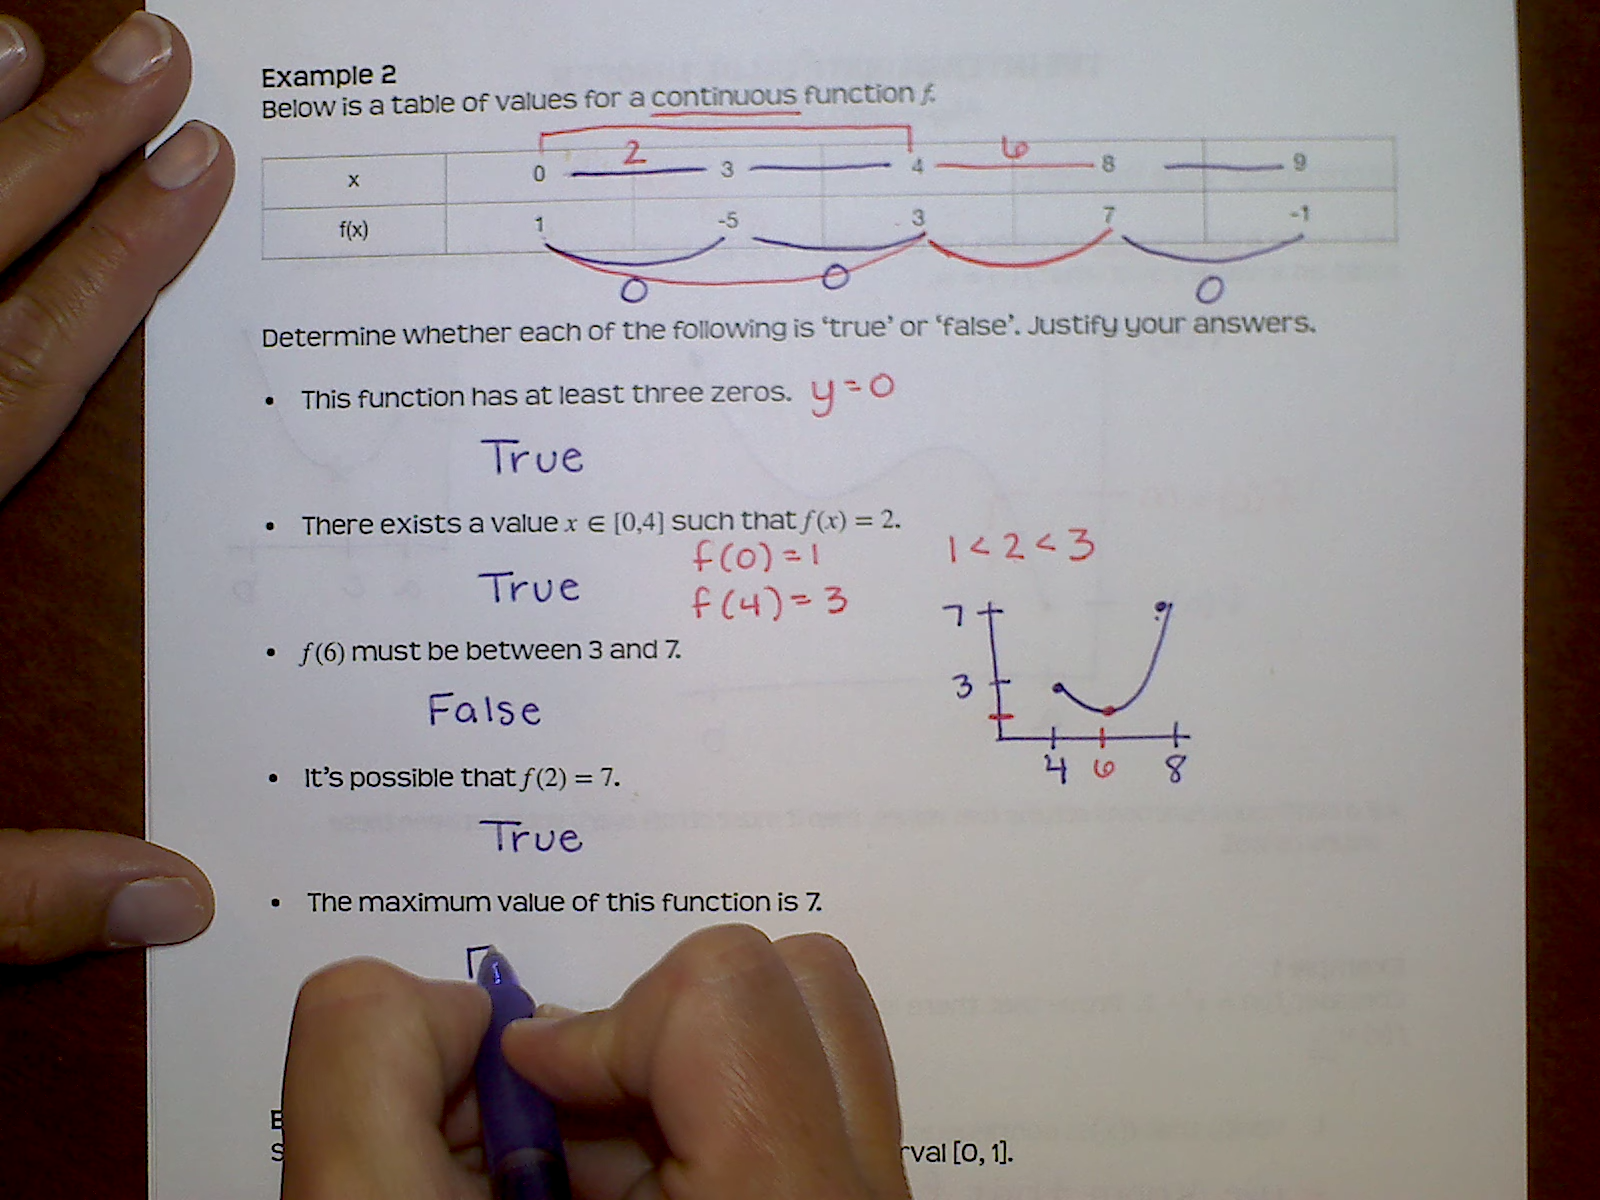 Example 2
Below is a table of values for a continuous function f.
2 6
x 0 3 4 8 9
f(x) 1 -5 3 7 -1
0 0 0
Determine whether each of the following is ‘true’ or ‘false’. Justify your answers.
• This function has at least three zeros. y=0
True
• There exists a value x ∈ [0,4] such that f(x) = 2.
f(0)=1 1<2<3
True
f(4)=3
7
• f(6) must be between 3 and 7.
3
False
4 6 8
• It’s possible that f(2) = 7.
True
• The maximum value of this function is 7.
rval [0, 1].